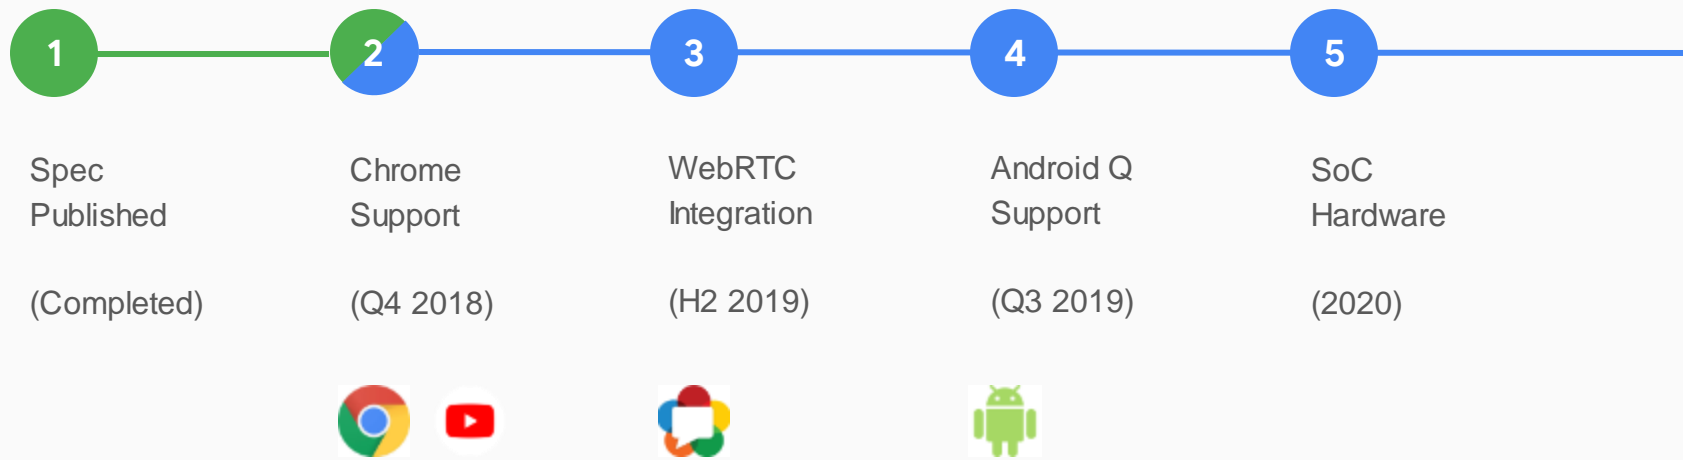 1
2
3
4
5
Spec
Published
(Completed)
Chrome
Support
(Q4 2018)
WebRTC
Integration
(H2 2019)
Android Q
Support
(Q3 2019)
SoC
Hardware
(2020)